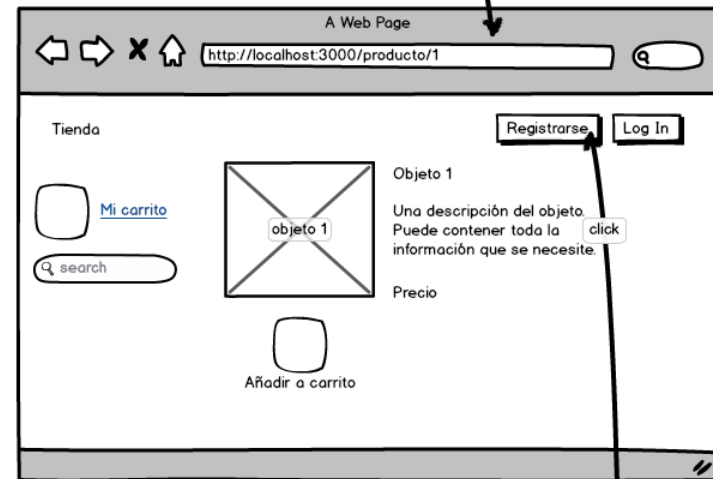 A Web Page
http://localhost:3000/producto/1
Tienda
Registrarse
Log In
Mi carrito
search
objeto 1
Objeto 1
Una descripción del objeto.
Puede contener toda la
información que se necesite.
click
Precio
Añadir a carrito